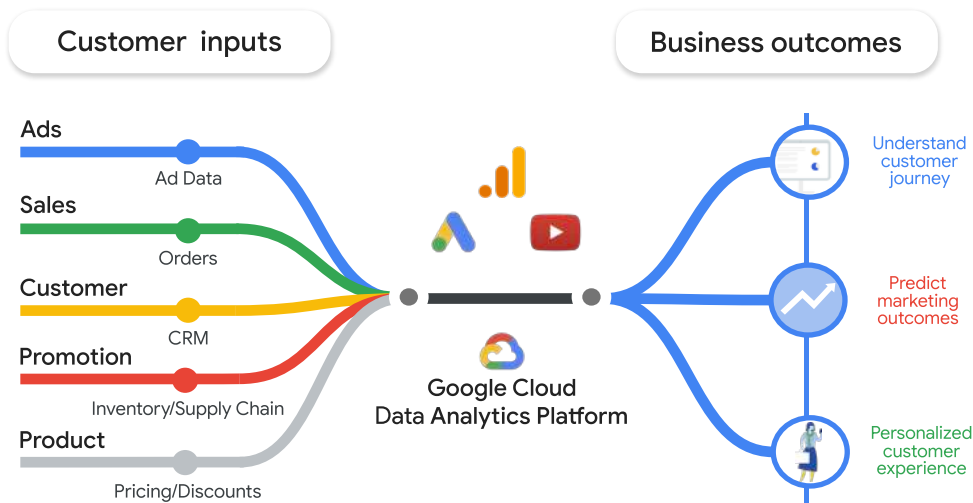 Customer inputs
Business outcomes
Ads
Ad Data
Sales
Orders
Customer
CRM
Promotion
Inventory/Supply Chain
Product
Pricing/Discounts
Google Cloud
Data Analytics Platform
Understand
customer
journey
Predict
marketing
outcomes
Personalized
customer
experience